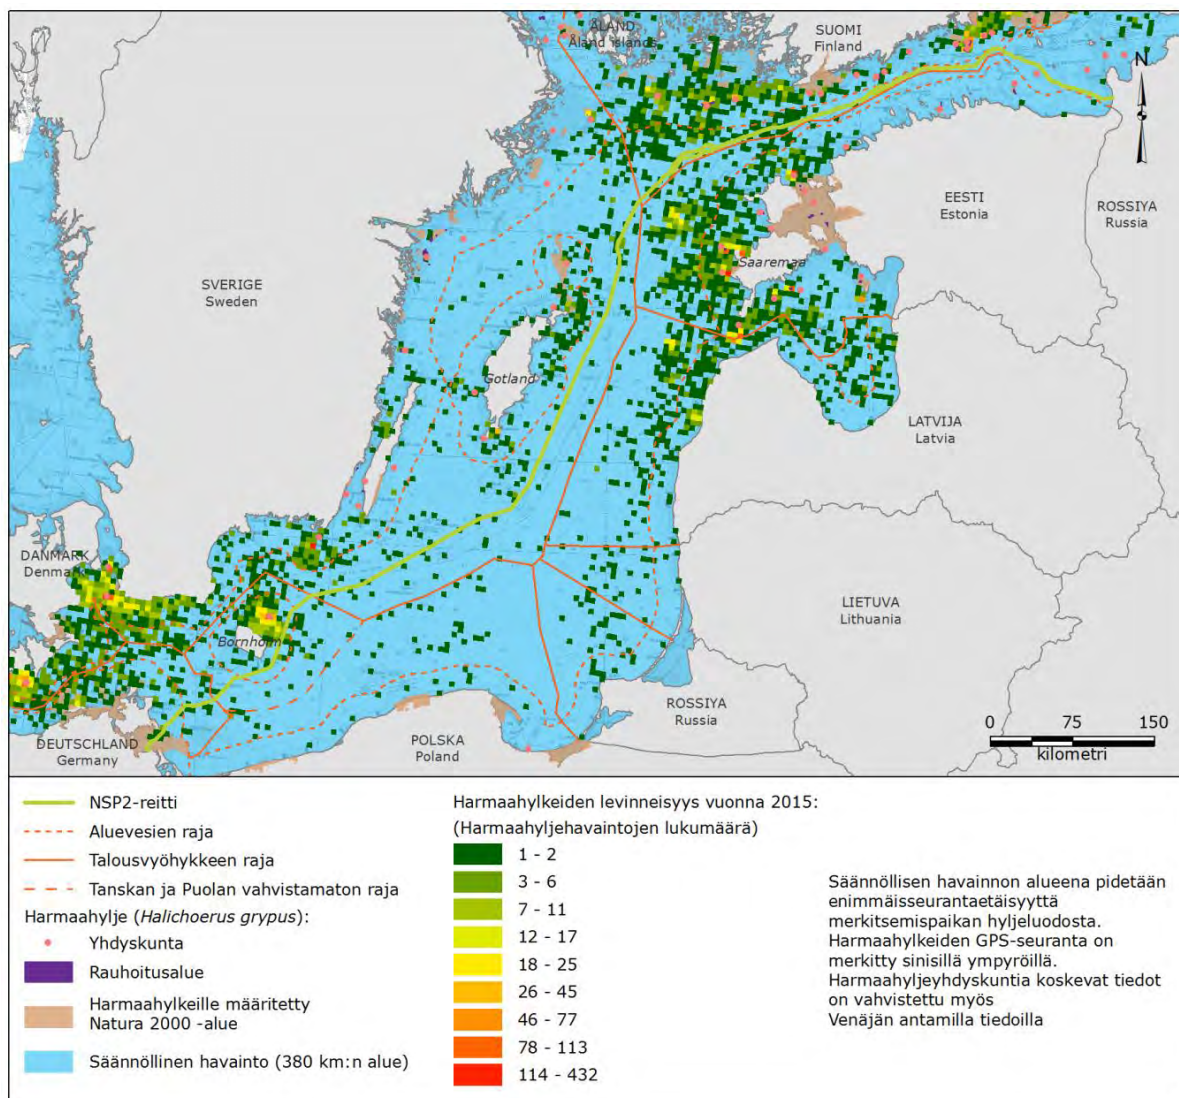 ÅLAND
Åland islands
SUOMI
Finland
N
EESTI
Estonia
ROSSIYA
Russia
SVERIGE
Sweden
Saaremaa
Gotland
LATVIJA
Latvia
DANMARK
Denmark
LIETUVA
Lithuania
Bornholm
ROSSIYA
Russia
DEUTSCHLAND
Germany
POLSKA
Poland
0 75 150
kilometri
NSP2-reitti
Aluevesien raja
Talousvyöhykkeen raja
Tanskan ja Puolan vahvistamaton raja
Harmaahylje (Halichoerus grypus):
Yhdyskunta
Rauhoitusalue
Harmaahylkeille määritetty
Natura 2000 -alue
Säännöllinen havainto (380 km:n alue)
Harmaahylkeiden levinneisyys vuonna 2015:
(Harmaahyljehavaintojen lukumäärä)
1 - 2
3 - 6
7 - 11
12 - 17
18 - 25
26 - 45
46 - 77
78 - 113
114 - 432
Säännöllisen havainnon alueena pidetään
enimmäisseurantaetäisyyttä
merkitsemispaikan hyljeluodosta.
Harmaahylkeiden GPS-seuranta on
merkitty sinisillä ympyröillä.
Harmaahyljeyhdyskuntia koskevat tiedot
on vahvistettu myös
Venäjän antamilla tiedoilla